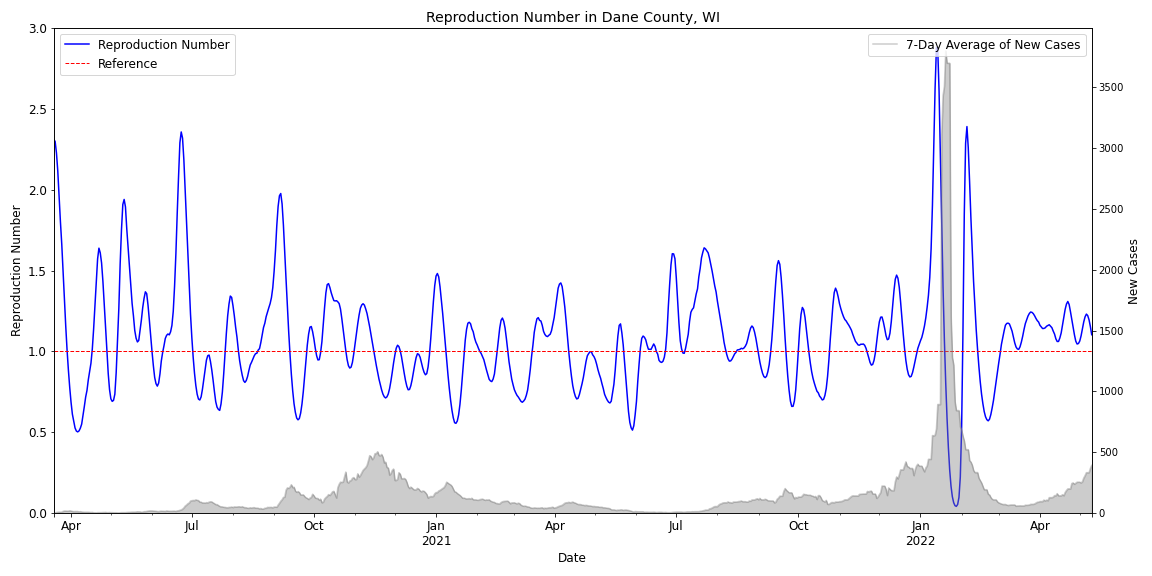 Reproduction Number in Dane County, WI
Reproduction Number
Reference
7-Day Average of New Cases
3.0
2.5
2.0
1.5
1.0
0.5
0.0
Reproduction Number
3500
3000
2500
2000
1500
1000
500
0
New Cases
Apr Jul Oct Jan Apr Jul Oct Jan Apr
2021 2022
Date